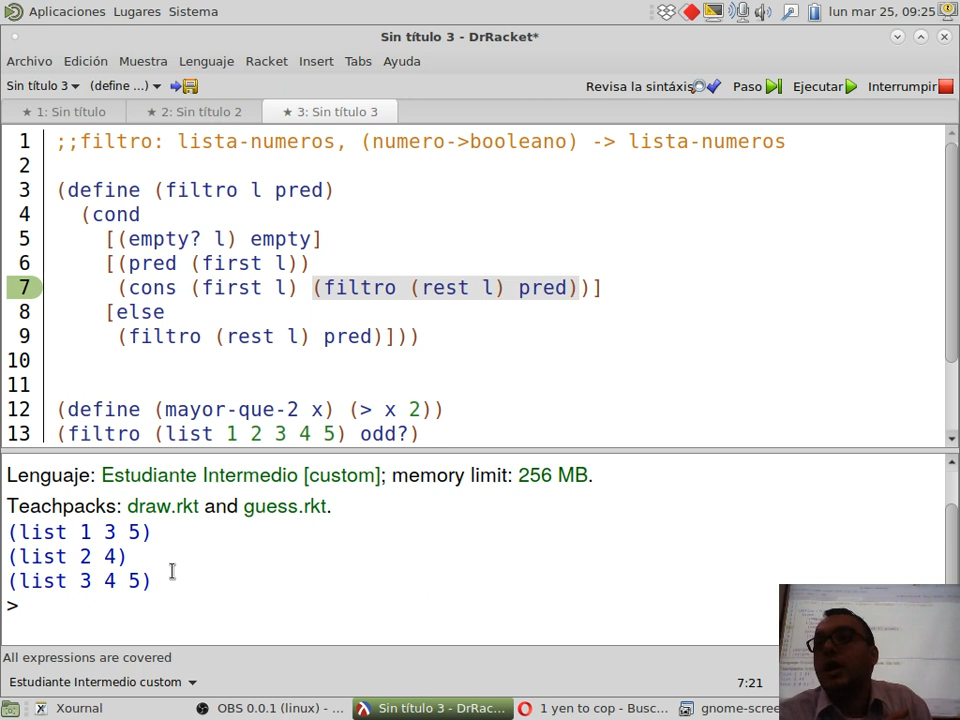 Aplicaciones Lugares Sistema lun mar 25, 09:25
Sin título 3 - DrRacket*
Archivo Edición Muestra Lenguaje Racket Insert Tabs Ayuda
Sin título 3 (define ...) Revisa la sintáxis Paso Ejecutar Interrumpir
★ 1: Sin título ★ 2: Sin título 2 ★ 3: Sin título 3
1 ;;filtro: lista-numeros, (numero->booleano) -> lista-numeros
2
3 (define (filtro l pred)
4 (cond
5 [(empty? l) empty]
6 [(pred (first l))
7 (cons (first l) (filtro (rest l) pred))]
8 [else
9 (filtro (rest l) pred)]))
10
11
12 (define (mayor-que-2 x) (> x 2))
13 (filtro (list 1 2 3 4 5) odd?)
Lenguaje: Estudiante Intermedio [custom]; memory limit: 256 MB.
Teachpacks: draw.rkt and guess.rkt.
(list 1 3 5)
(list 2 4)
(list 3 4 5)
>
All expressions are covered
Estudiante Intermedio custom 7:21
Xournal OBS 0.0.1 (linux) - ... Sin título 3 - DrRac... 1 yen to cop - Busc... gnome-scree